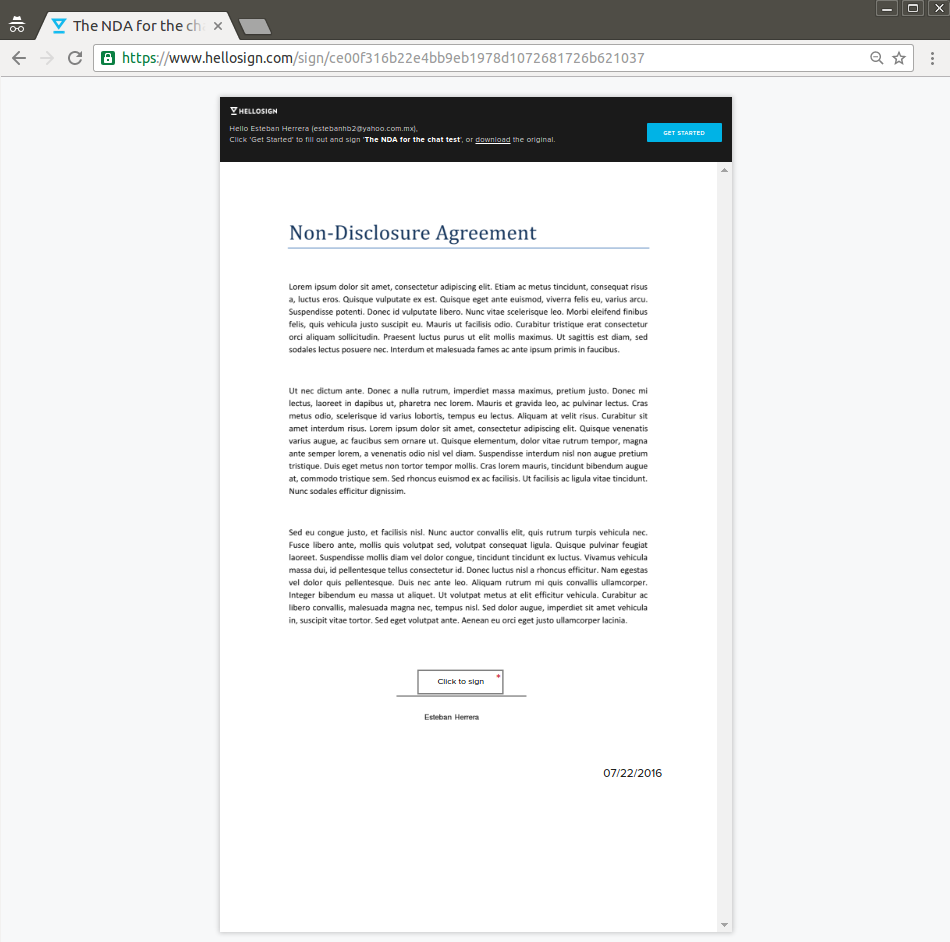 The NDA for the ch
https://www.hellosign.com/sign/ce00f316b22e4bb9eb1978d1072681726b621037
HELLOSIGN
Hello Esteban Herrera (estebanhb2@yahoo.com.mx),
Click 'Get Started' to fill out and sign 'The NDA for the chat test', or download the original.
GET STARTED
Non-Disclosure Agreement
Lorem ipsum dolor sit amet, consectetur adipiscing elit. Etiam ac metus tincidunt, consequat risus
a, luctus eros. Quisque vulputate ex est. Quisque eget ante euismod, viverra felis eu, varius arcu.
Suspendisse potenti. Donec id vulputate libero. Nunc vitae scelerisque leo. Morbi eleifend finibus
felis, quis vehicula justo suscipit eu. Mauris ut facilisis odio. Curabitur tristique erat consectetur
orci aliquam sollicitudin. Praesent luctus purus ut elit mollis maximus. Ut sagittis est diam, sed
sodales lectus posuere nec. Interdum et malesuada fames ac ante ipsum primis in faucibus.
Ut nec dictum ante. Donec a nulla rutrum, imperdiet massa maximus, pretium justo. Donec mi
lectus, laoreet in dapibus ut, pharetra nec lorem. Mauris et gravida leo, ac pulvinar lectus. Cras
metus odio, scelerisque id varius lobortis, tempus eu lectus. Aliquam at velit risus. Curabitur sit
amet interdum risus. Lorem ipsum dolor sit amet, consectetur adipiscing elit. Quisque venenatis
varius augue, ac faucibus sem ornare ut. Quisque elementum, dolor vitae rutrum tempor, magna
ante semper lorem, a venenatis odio nisl vel diam. Suspendisse interdum nisl non augue pretium
tristique. Duis eget metus non tortor tempor mollis. Cras lorem mauris, tincidunt bibendum augue
at, commodo tristique sem. Sed rhoncus euismod ex ac facilisis. Ut facilisis ac ligula vitae tincidunt.
Nunc sodales efficitur dignissim.
Sed eu congue justo, et facilisis nisl. Nunc auctor convallis elit, quis rutrum turpis vehicula nec.
Fusce libero ante, mollis quis volutpat sed, volutpat consequat ligula. Quisque pulvinar feugiat
laoreet. Suspendisse mollis diam vel dolor congue, tincidunt tincidunt ex luctus. Vivamus vehicula
massa dui, id pellentesque tellus consectetur id. Donec luctus nisl a rhoncus efficitur. Nam egestas
vel dolor quis pellentesque. Duis nec ante leo. Aliquam rutrum mi quis convallis ullamcorper.
Integer bibendum eu massa ut aliquet. Ut volutpat metus at elit efficitur vehicula. Curabitur ac
libero convallis, malesuada magna nec, tempus nisl. Sed dolor augue, imperdiet sit amet vehicula
in, suscipit vitae tortor. Sed eget volutpat ante. Aenean eu orci eget justo ullamcorper lacinia.
Click to sign *
Esteban Herrera
07/22/2016